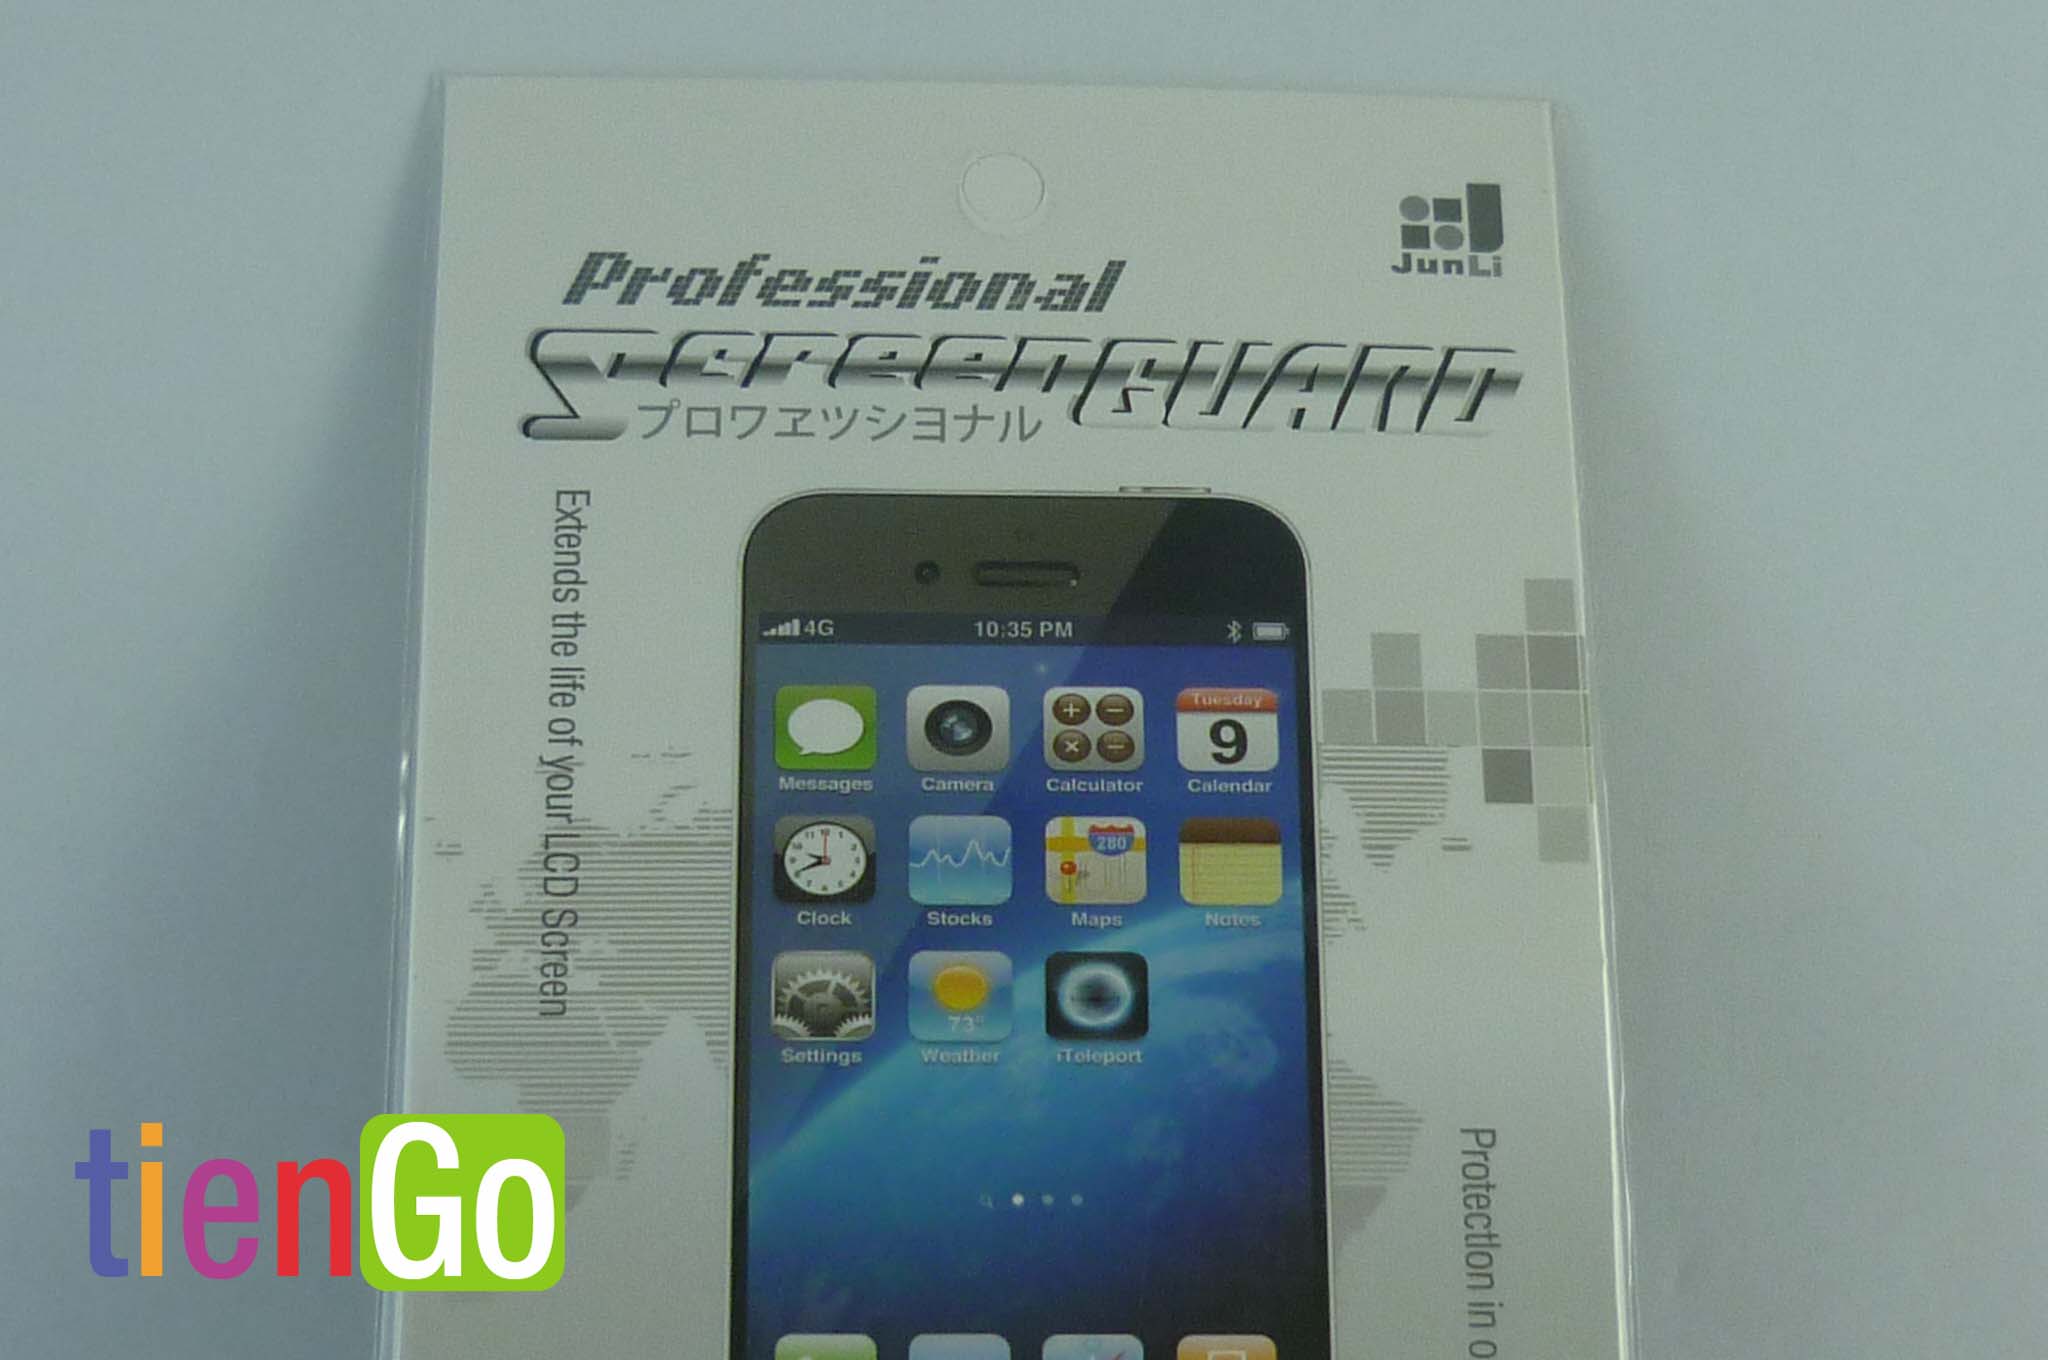 JunLi
Professional
ScreenGUARD
プロワヱツシヨナル
Extends the life of your LCD Screen
4G 10:35 PM
Tuesday
9
Messages Camera Calculator Calendar
280
Clock Stocks Maps Notes
73°
Settings Weather iTeleport
Protection in o
tienGo